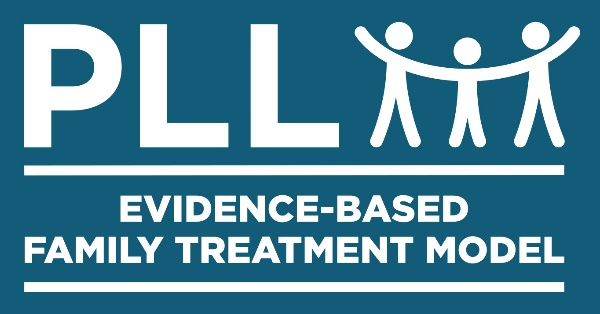 PLL
EVIDENCE-BASED
FAMILY TREATMENT MODEL